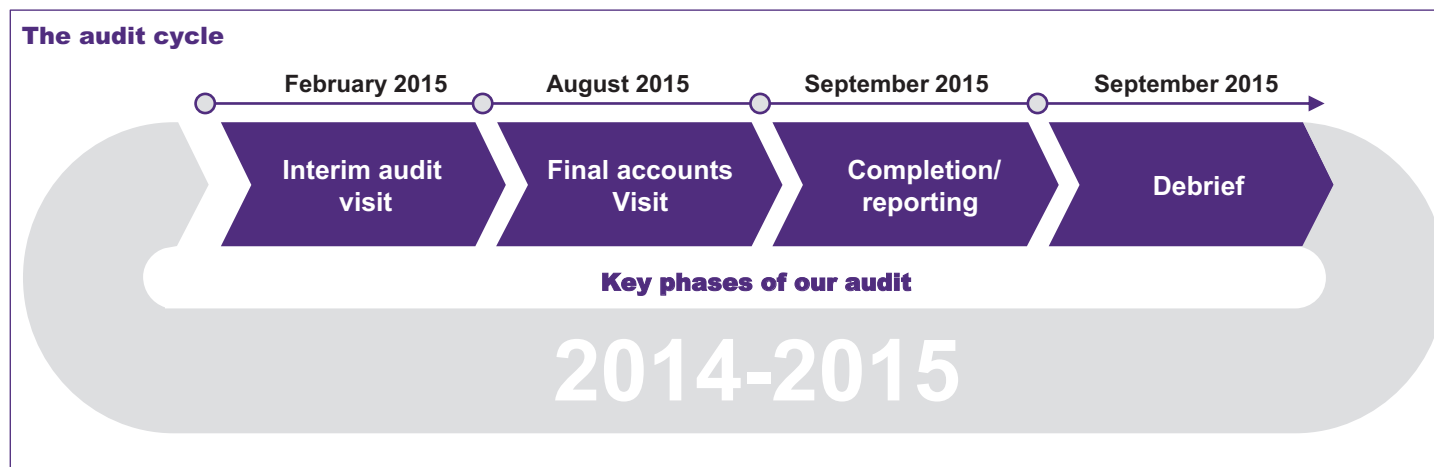 The audit cycle
February 2015
August 2015
September 2015
September 2015
Interim audit
visit
Final accounts
Visit
Completion/
reporting
Debrief
Key phases of our audit
2014-2015